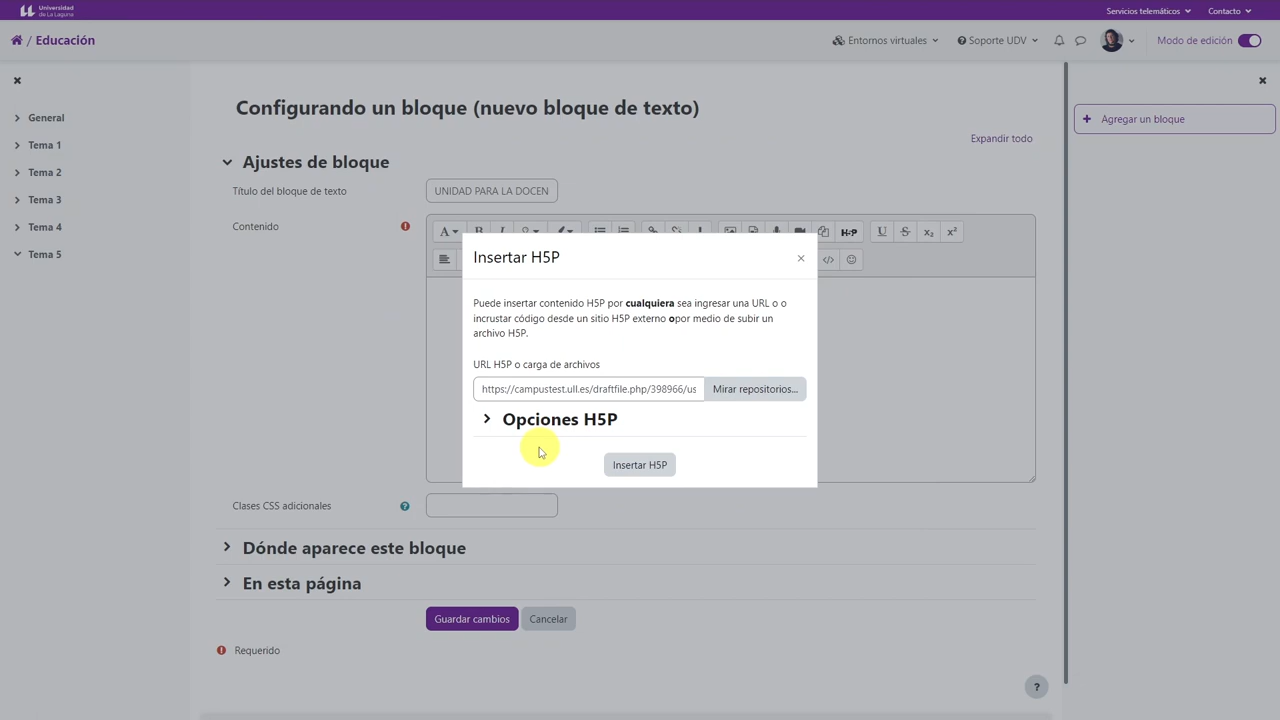 Universidad
de La Laguna
Servicios telemáticos
Contacto
/ Educación
Entornos virtuales
Soporte UDV
Modo de edición
General
Tema 1
Tema 2
Tema 3
Tema 4
Tema 5
Configurando un bloque (nuevo bloque de texto)
Expandir todo
Ajustes de bloque
Título del bloque de texto
UNIDAD PARA LA DOCEN
Contenido
Insertar H5P
Puede insertar contenido H5P por cualquiera sea ingresar una URL o o
incrustar código desde un sitio H5P externo opor medio de subir un
archivo H5P.
URL H5P o carga de archivos
https://campustest.ull.es/draftfile.php/398966/us
Mirar repositorios...
Opciones H5P
Insertar H5P
Clases CSS adicionales
Dónde aparece este bloque
En esta página
Guardar cambios
Cancelar
Requerido
Agregar un bloque